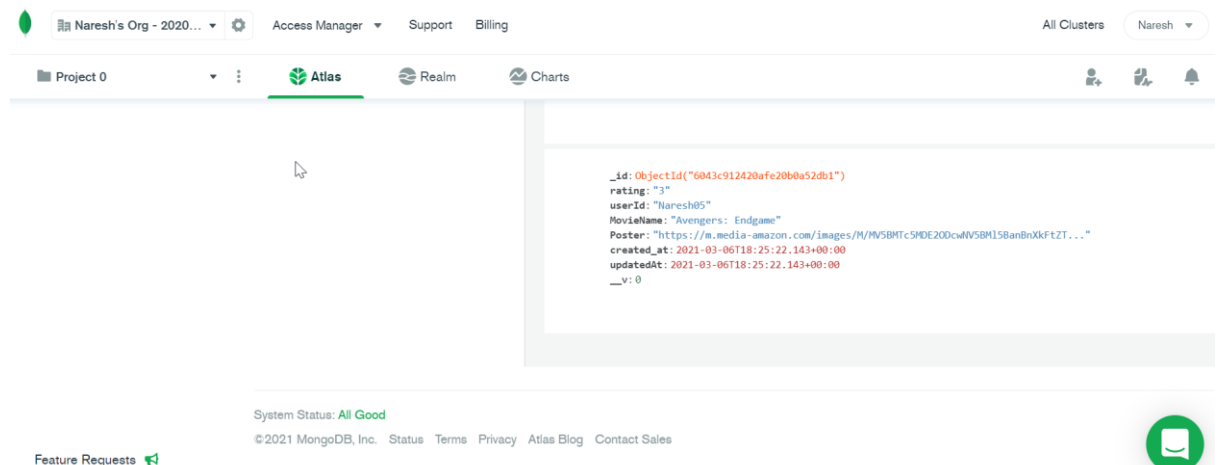 Naresh's Org - 2020... Access Manager Support Billing All Clusters Naresh
Project 0 Atlas Realm Charts
_id: ObjectId("6043c912420afe20b0a52db1")
rating: "3"
userId: "Naresh05"
MovieName: "Avengers: Endgame"
Poster: "https://m.media-amazon.com/images/M/MV5BMTc5MDE2ODcwNV5BMl5BanBnXkFtZT..."
created_at: 2021-03-06T18:25:22.143+00:00
updatedAt: 2021-03-06T18:25:22.143+00:00
__v: 0
System Status: All Good
©2021 MongoDB, Inc. Status Terms Privacy Atlas Blog Contact Sales
Feature Requests